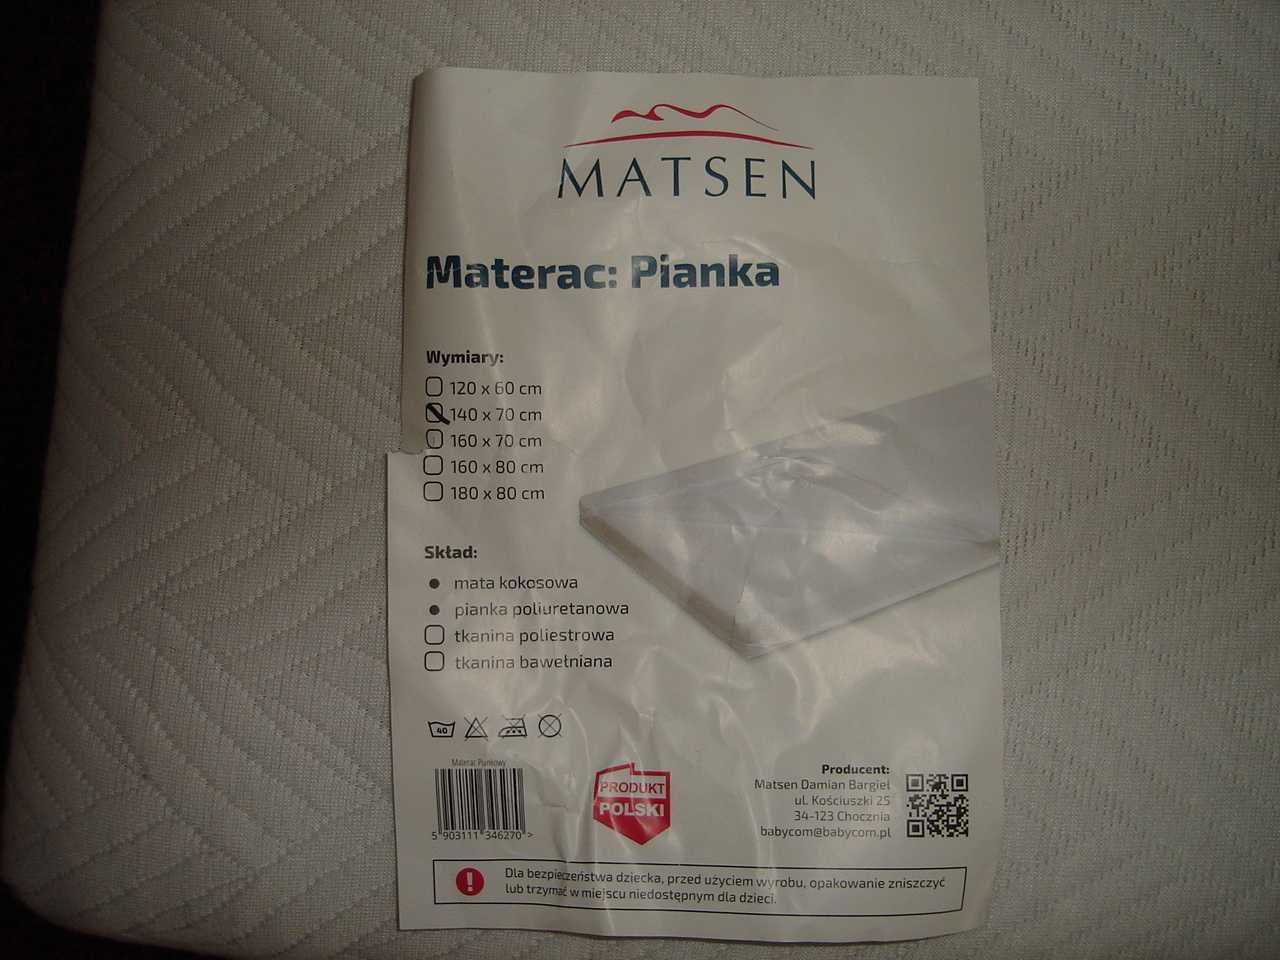 MATSEN
Materac: Pianka
Wymiary:
120 x 60 cm
140 x 70 cm
160 x 70 cm
160 x 80 cm
180 x 80 cm
Skład:
mata kokosowa
pianka poliuretanowa
tkanina poliestrowa
tkanina bawełniana
40
Materac Piankowy
5 903111 346270 >
PRODUKT
POLSKI
Producent:
Matsen Damian Bargieł
ul. Kościuszki 25
34-123 Chocznia
babycom@babycom.pl
!
Dla bezpieczeństwa dziecka, przed użyciem wyrobu, opakowanie zniszczyć
lub trzymać w miejscu niedostępnym dla dzieci.